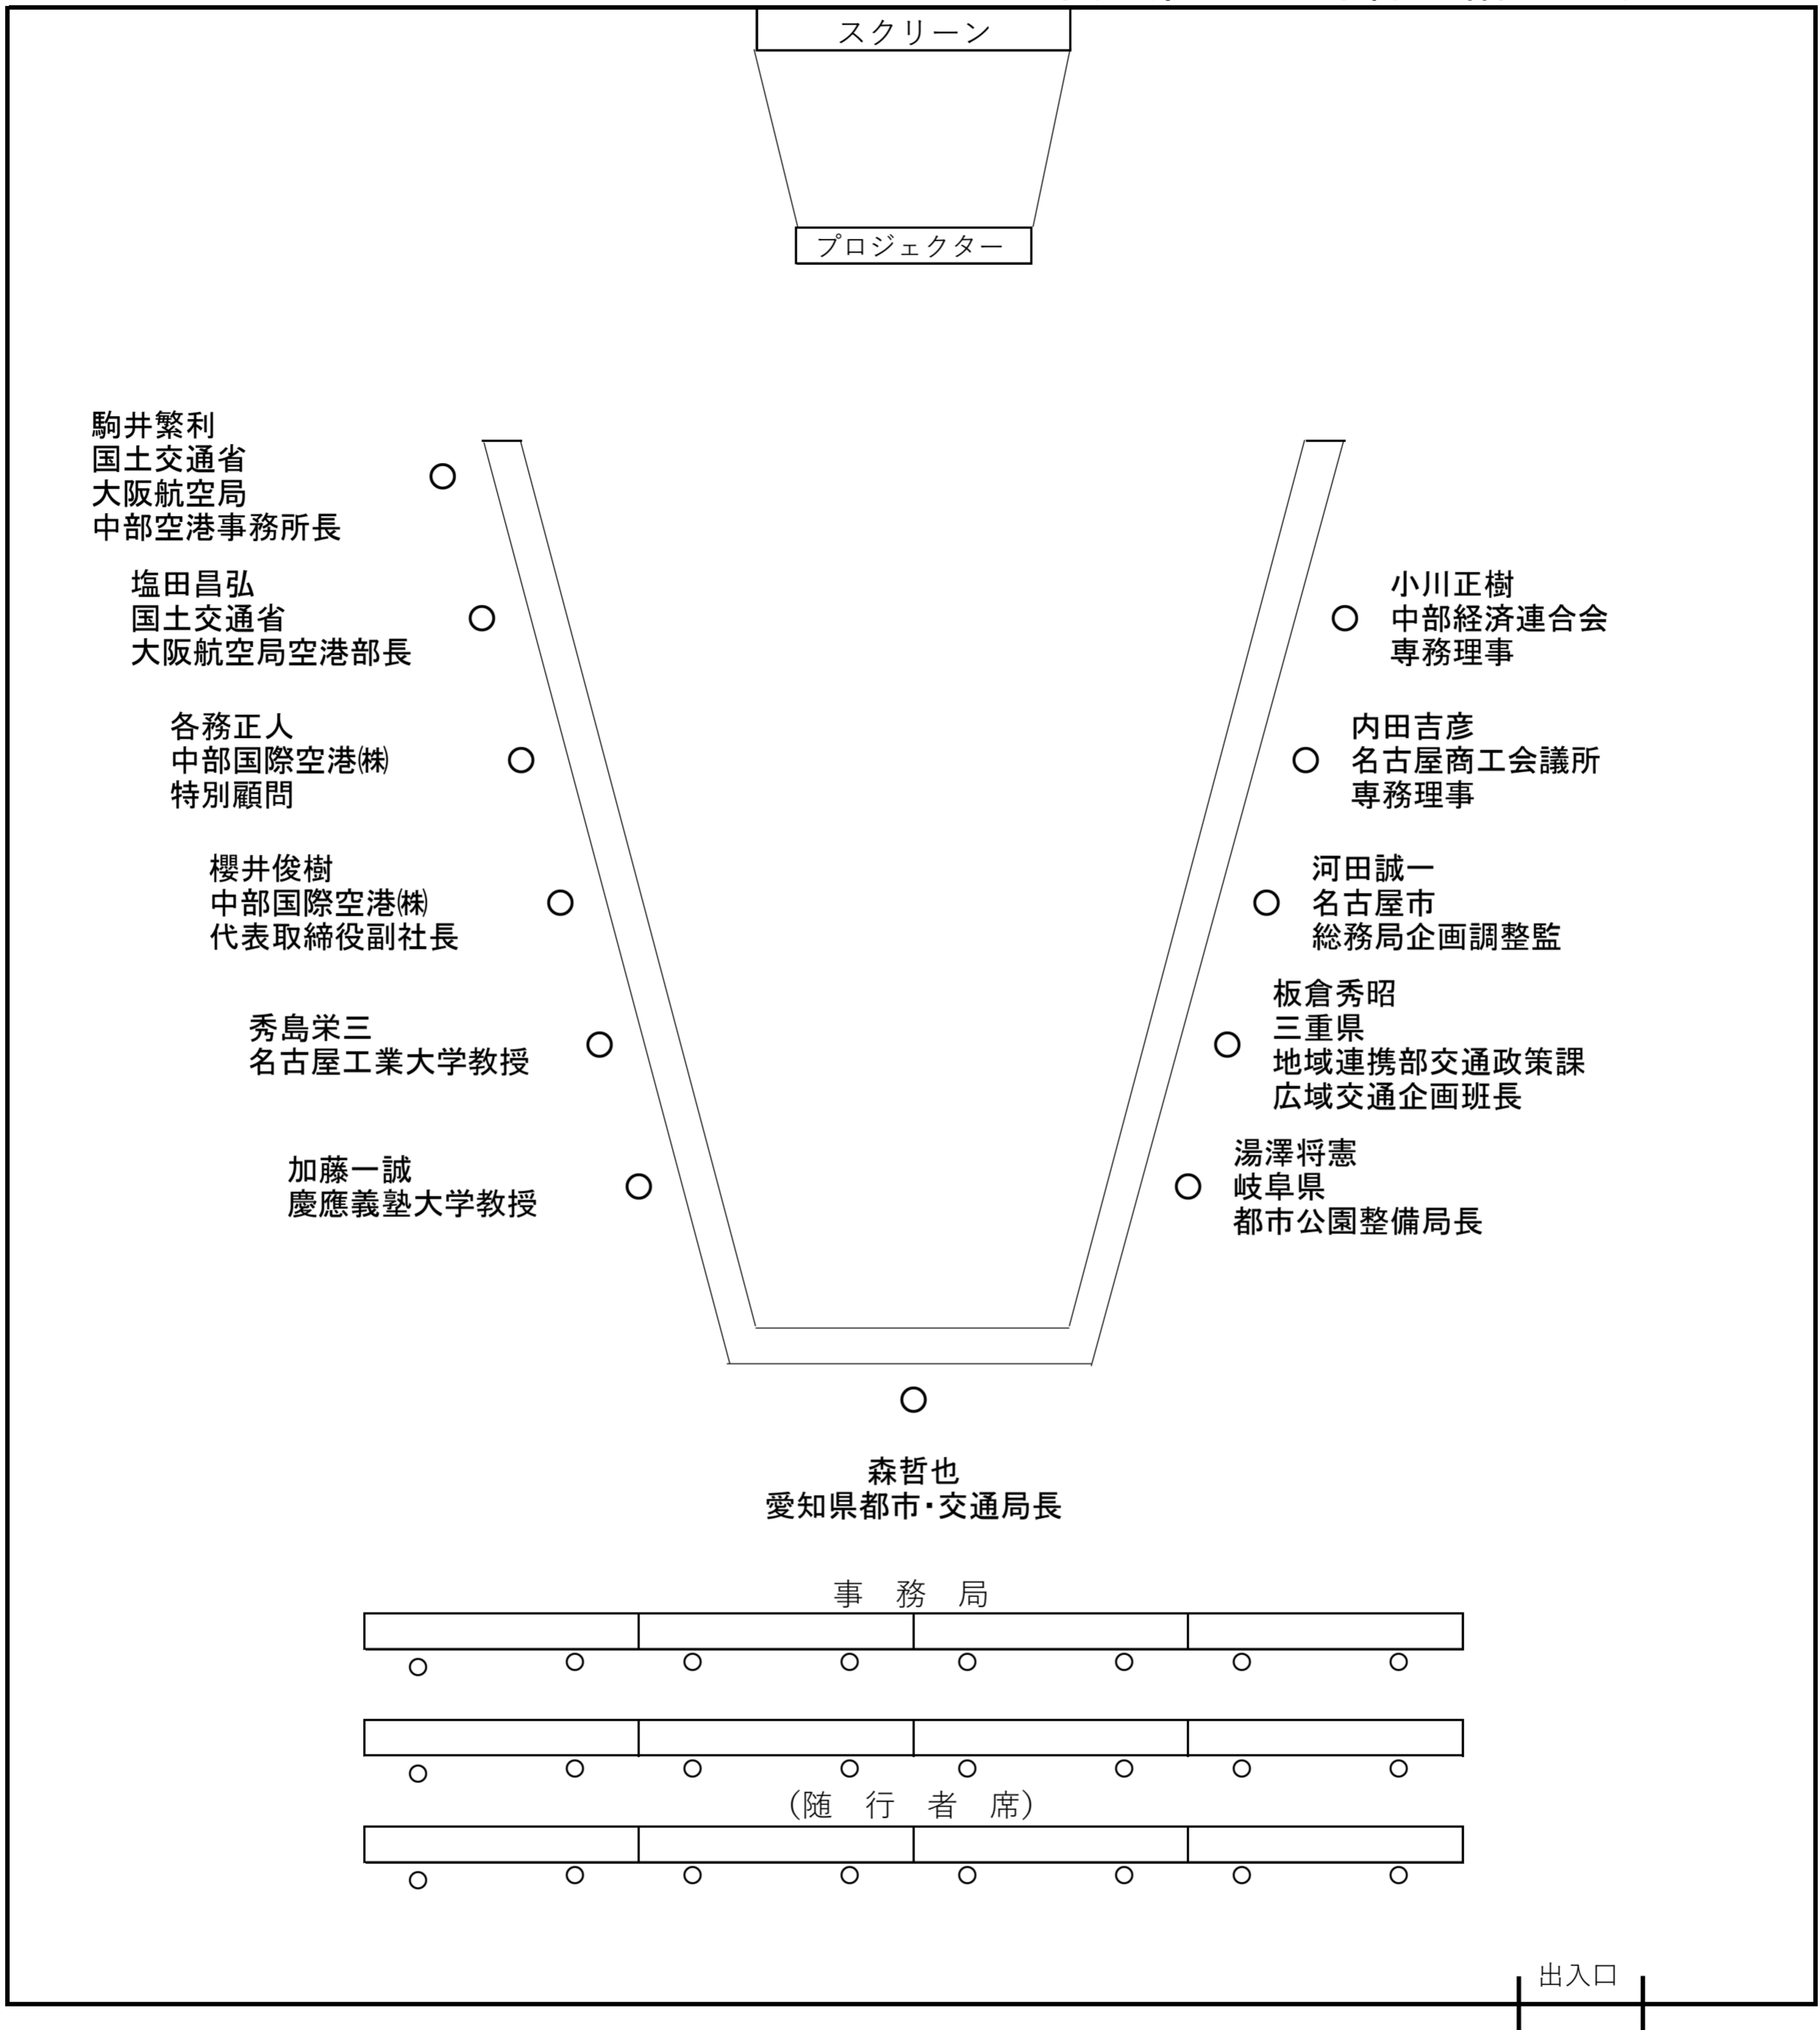 スクリーン
プロジェクター
駒井繁利
国土交通省
大阪航空局
中部空港事務所長
塩田昌弘
国土交通省
大阪航空局空港部長
各務正人
中部国際空港㈱
特別顧問
櫻井俊樹
中部国際空港㈱
代表取締役副社長
秀島栄三
名古屋工業大学教授
加藤一誠
慶應義塾大学教授
小川正樹
中部経済連合会
専務理事
内田吉彦
名古屋商工会議所
専務理事
河田誠一
名古屋市
総務局企画調整監
板倉秀昭
三重県
地域連携部交通政策課
広域交通企画班長
湯澤将憲
岐阜県
都市公園整備局長
森哲也
愛知県都市・交通局長
事　務　局
（随　行　者　席）
出入口